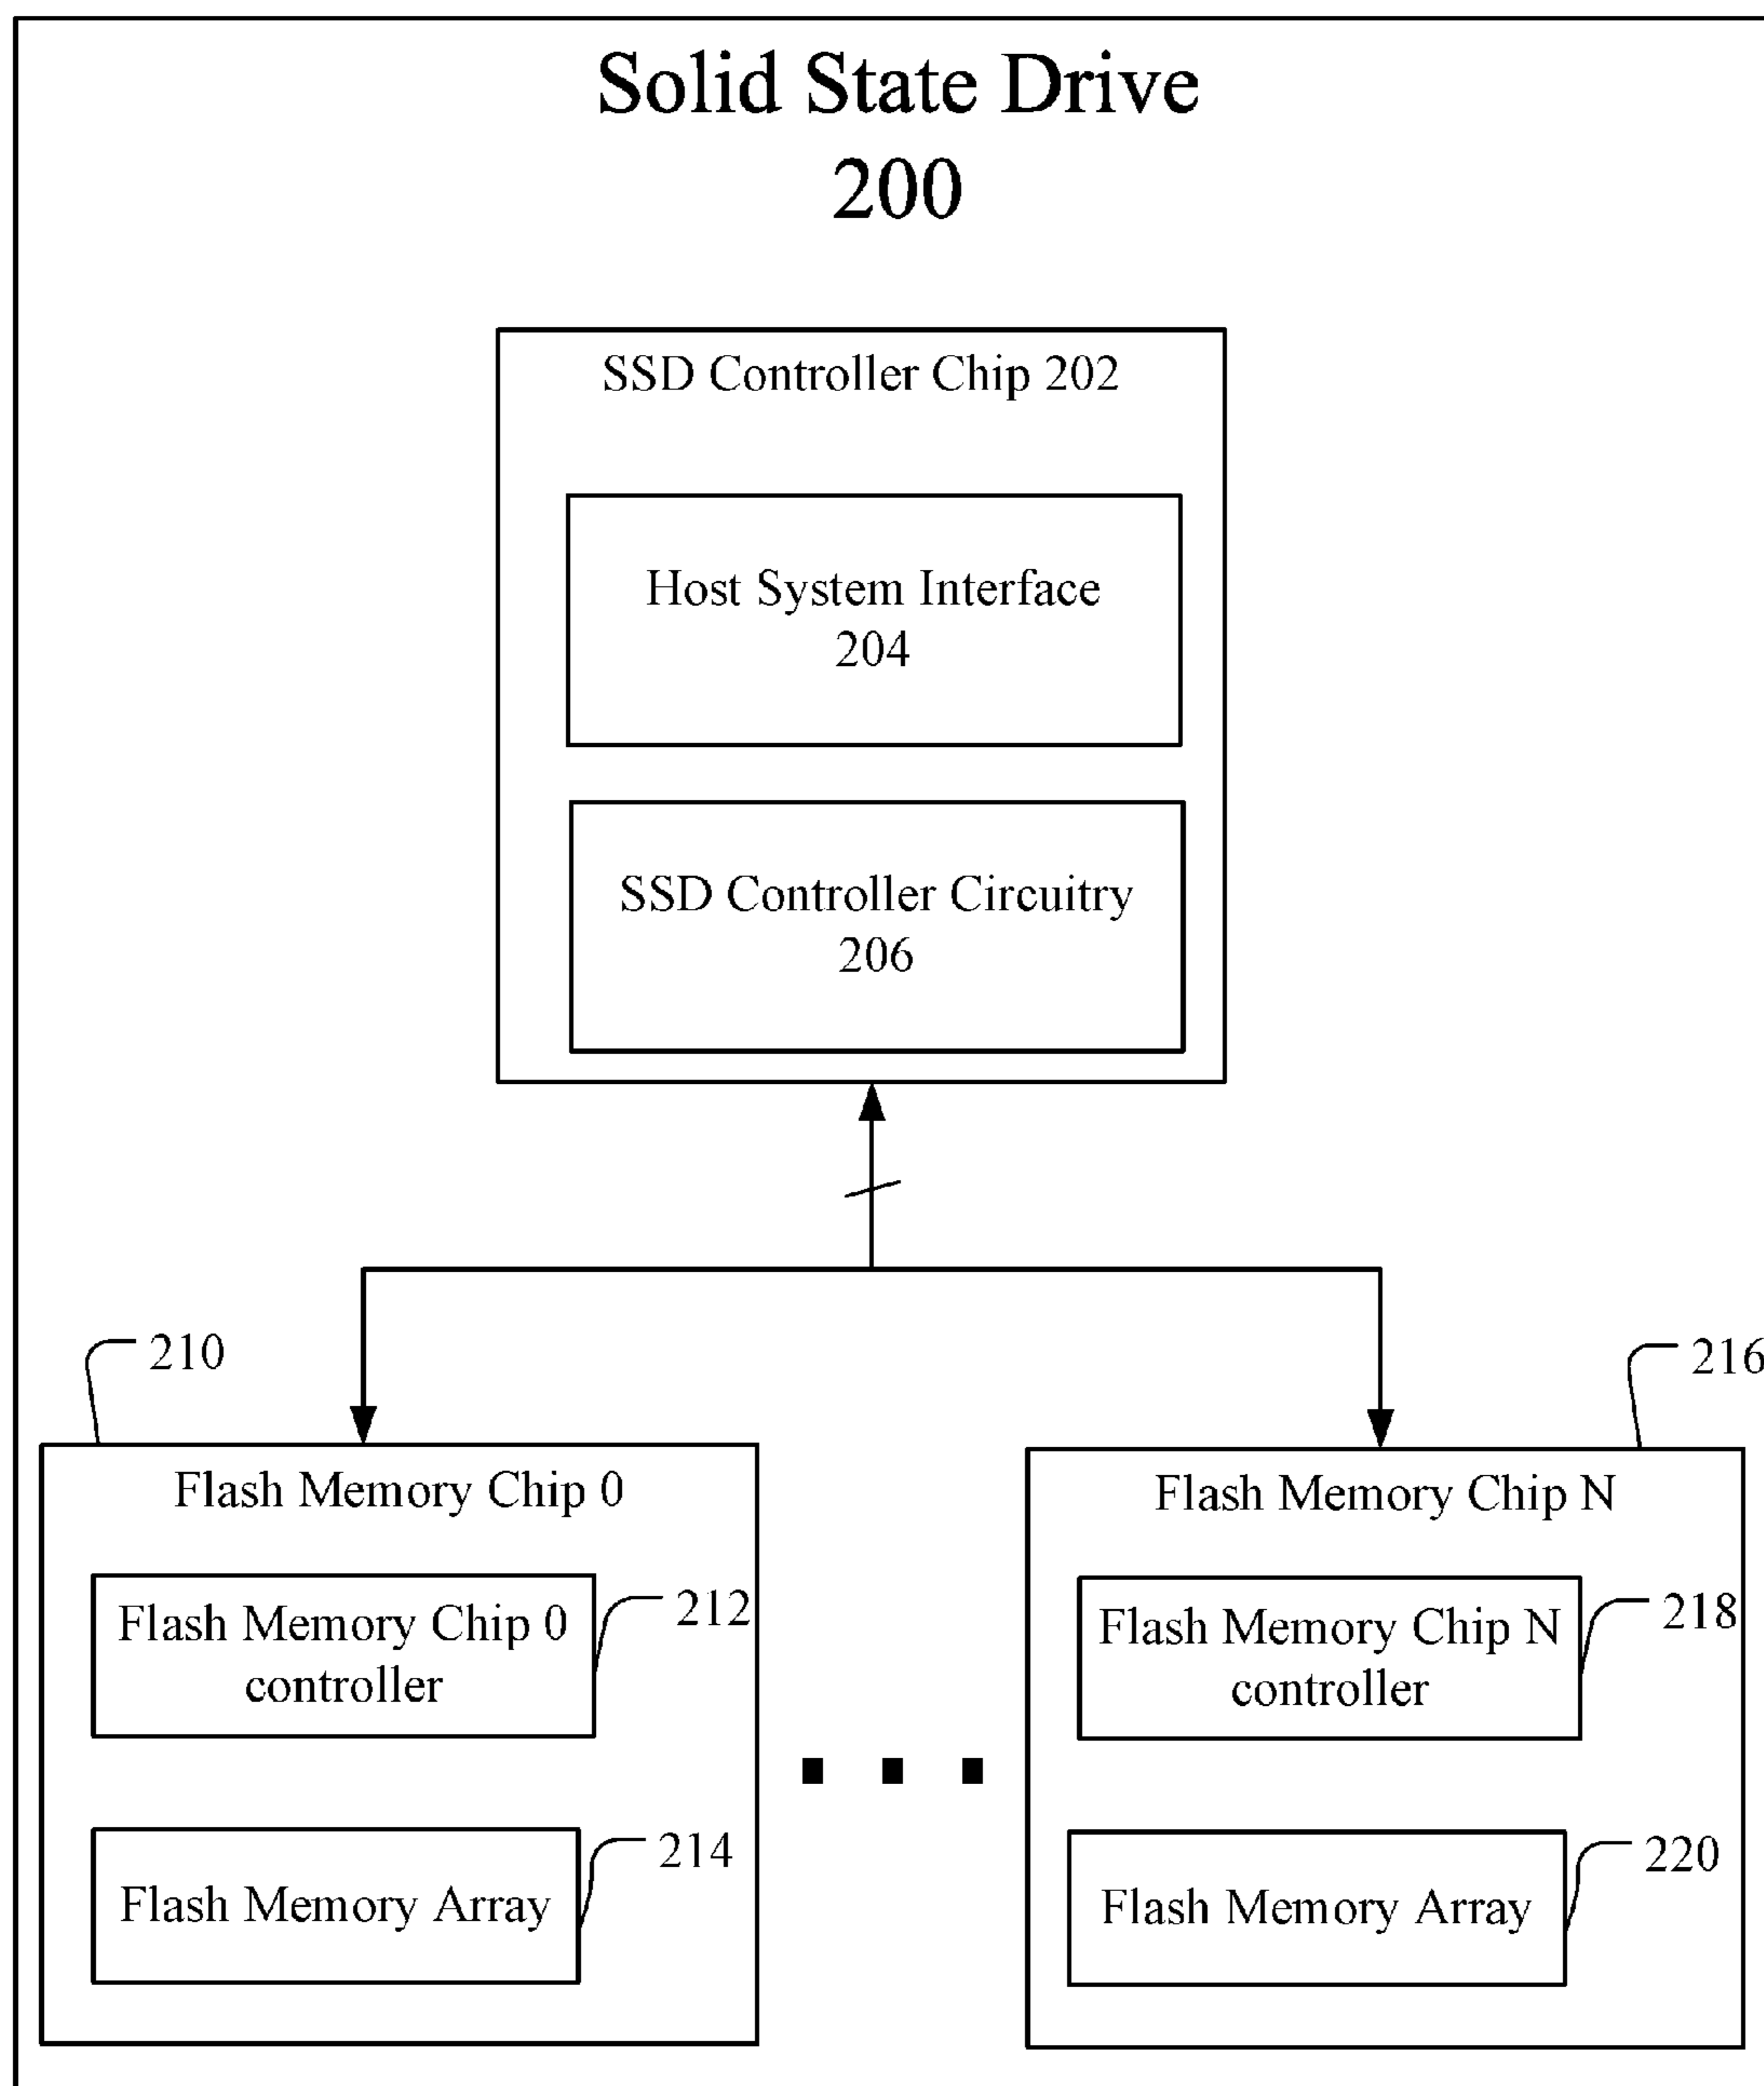 Solid State Drive
200
SSD Controller Chip 202
Host System Interface
204
SSD Controller Circuitry
206
210
216
Flash Memory Chip 0
Flash Memory Chip 0
controller
212
Flash Memory Array
214
Flash Memory Chip N
Flash Memory Chip N
controller
218
Flash Memory Array
220